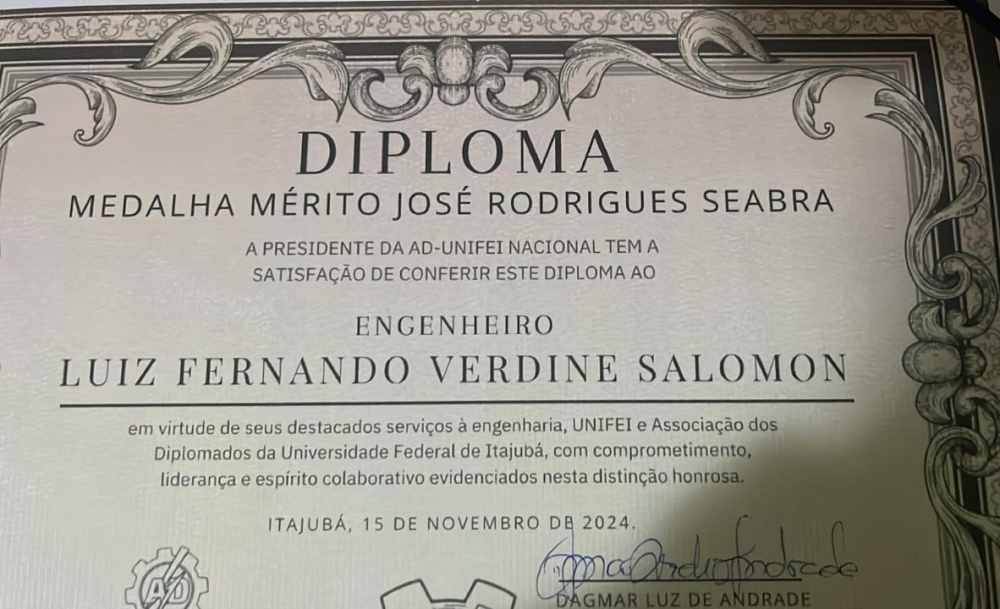 DIPLOMA
MEDALHA MÉRITO JOSÉ RODRIGUES SEABRA
A PRESIDENTE DA AD-UNIFEI NACIONAL TEM A
SATISFAÇÃO DE CONFERIR ESTE DIPLOMA AO
ENGENHEIRO
LUIZ FERNANDO VERDINE SALOMON
em virtude de seus destacados serviços à engenharia, UNIFEI e Associação dos
Diplomados da Universidade Federal de Itajubá, com comprometimento,
liderança e espírito colaborativo evidenciados nesta distinção honrosa.
ITAJUBÁ, 15 DE NOVEMBRO DE 2024.
AD
DAGMAR LUZ DE ANDRADE